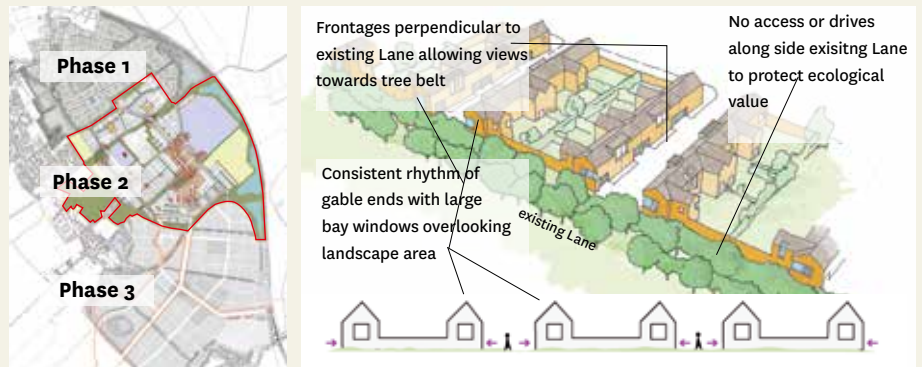 Phase 1
Phase 2
Phase 3
Frontages perpendicular to
existing Lane allowing views
towards tree belt
No access or drives
along side exisitng Lane
to protect ecological
value
Consistent rhythm of
gable ends with large
bay windows overlooking
landscape area
existing Lane